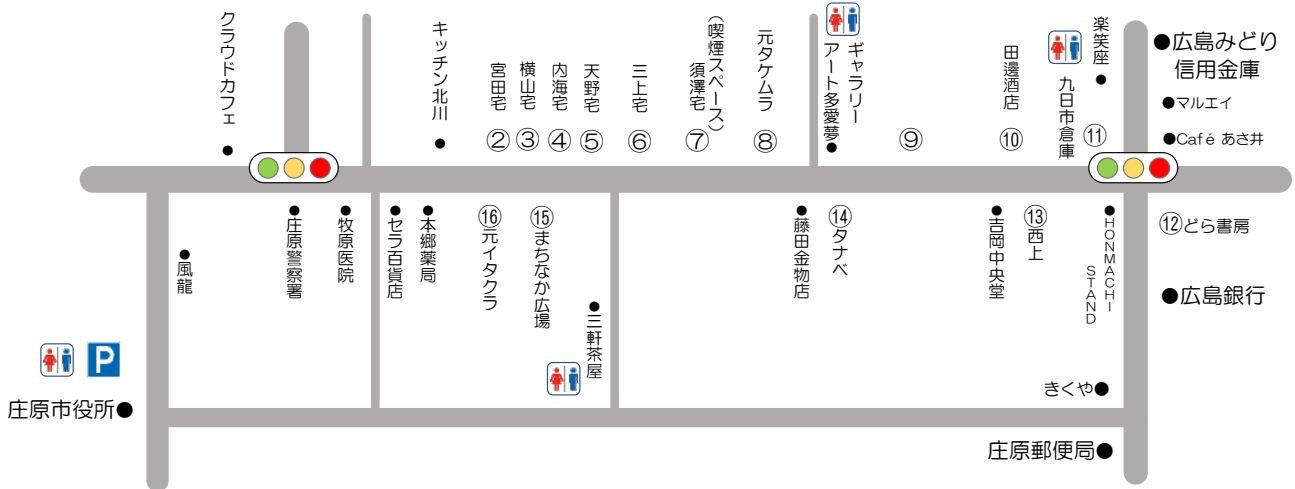 クラウドカフェ
キッチン北川
宮田宅
②
横山宅
③
内海宅
④
天野宅
⑤
三上宅
⑥
須澤宅
(喫煙スペース)
⑦
元タケムラ
⑧
ギャラリー
アート多愛夢
⑨
田邊酒店
⑩
九日市倉庫
楽笑座
⑪
広島みどり
信用金庫
マルエイ
Café あさ井
風龍
庄原警察署
牧原医院
セラ百貨店
本郷薬局
⑯元イタクラ
⑮まちなか広場
三軒茶屋
藤田金物店
⑭タナベ
吉岡中央堂
⑬西上
HONMACHI
STAND
⑫どら書房
広島銀行
P
庄原市役所
きくや
庄原郵便局